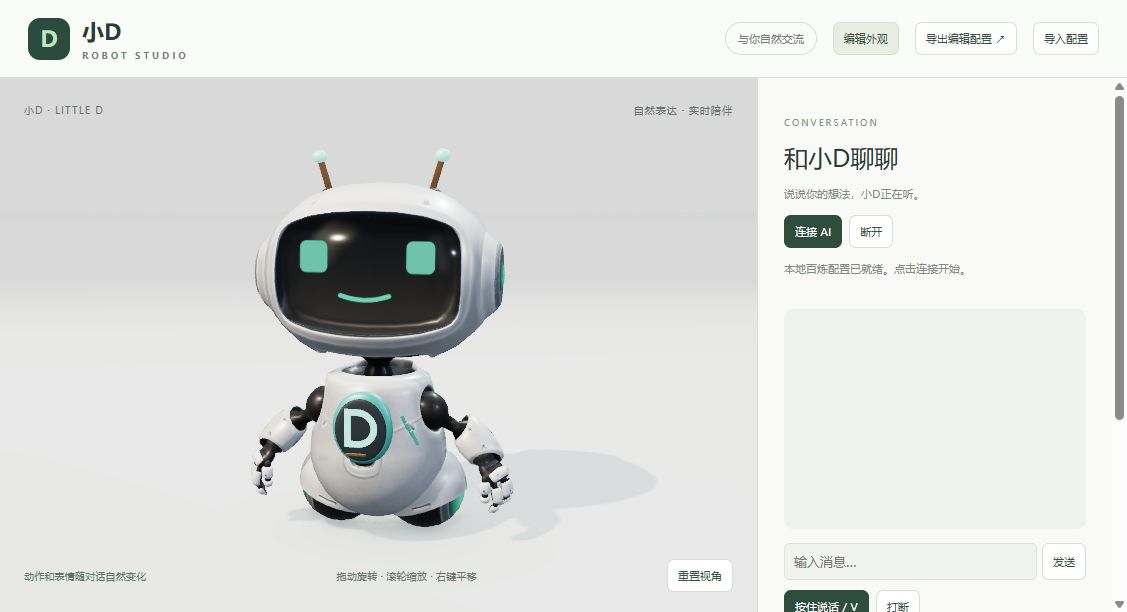 D
小D
ROBOT STUDIO
与你自然交流
编辑外观
导出编辑配置 ↗
导入配置
小D · LITTLE D
自然表达 · 实时陪伴
D
动作和表情随对话自然变化
拖动旋转 · 滚轮缩放 · 右键平移
重置视角
CONVERSATION
和小D聊聊
说说你的想法，小D正在听。
连接 AI
断开
本地百炼配置已就绪。点击连接开始。
输入消息...
发送
按住说话 / V
打断